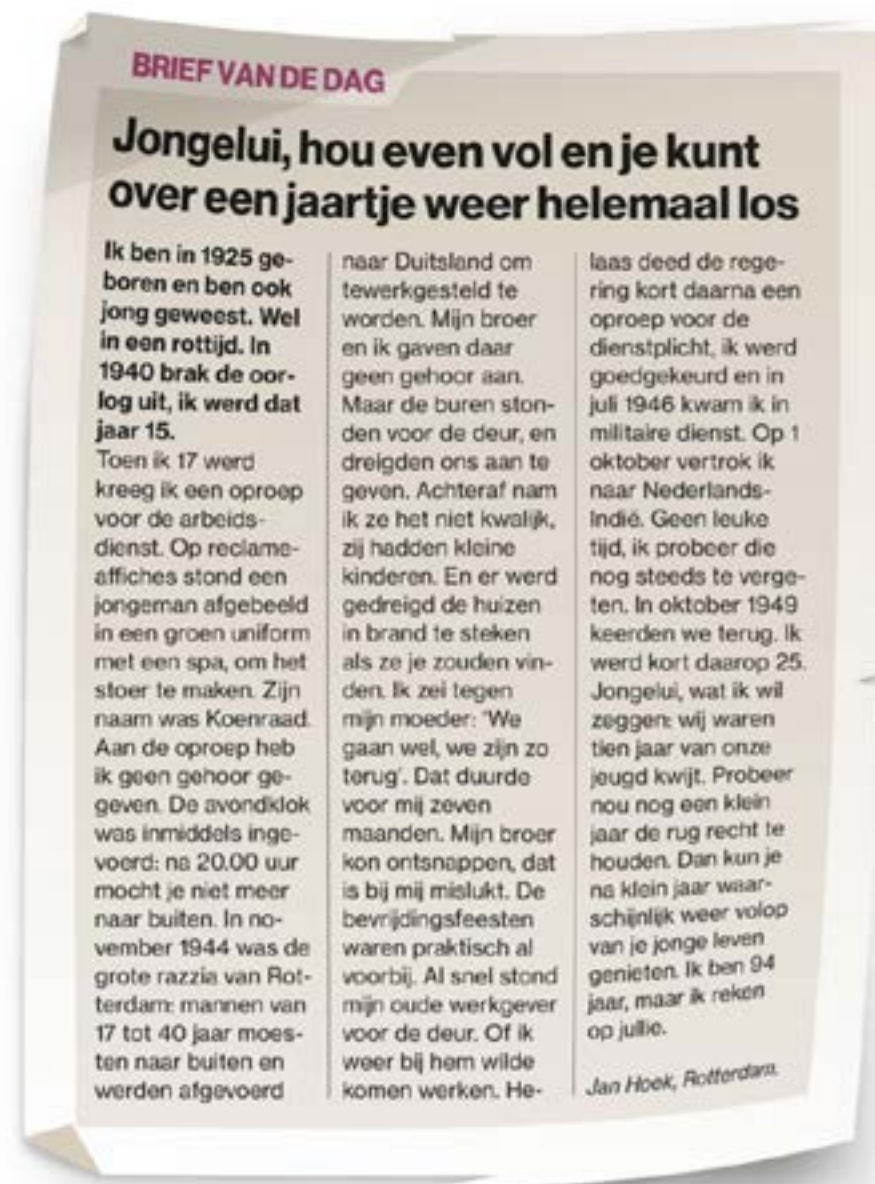 BRIEF VAN DE DAG
Jongelui, hou even vol en je kunt
over een jaartje weer helemaal los
Ik ben in 1925 ge-
boren en ben ook
jong geweest. Wel
in een rottijd. In
1940 brak de oor-
log uit, ik werd dat
jaar 15.
Toen ik 17 werd
kreeg ik een oproep
voor de arbeids-
dienst. Op reclame-
affiches stond een
jongeman afgebeeld
in een groen uniform
met een spa, om het
stoer te maken. Zijn
naam was Koenraad.
Aan de oproep heb
ik geen gehoor ge-
geven. De avondklok
was inmiddels inge-
voerd: na 20.00 uur
mocht je niet meer
naar buiten. In no-
vember 1944 was de
grote razzia van Rot-
terdam: mannen van
17 tot 40 jaar moes-
ten naar buiten en
werden afgevoerd
naar Duitsland om
tewerkgesteld te
worden. Mijn broer
en ik gaven daar
geen gehoor aan.
Maar de buren ston-
den voor de deur, en
dreigden ons aan te
geven. Achteraf nam
ik ze het niet kwalijk,
zij hadden kleine
kinderen. En er werd
gedreigd de huizen
in brand te steken
als ze je zouden vin-
den. Ik zei tegen
mijn moeder: 'We
gaan wel, we zijn zo
terug'. Dat duurde
voor mij zeven
maanden. Mijn broer
kon ontsnappen, dat
is bij mij mislukt. De
bevrijdingsfeesten
waren praktisch al
voorbij. Al snel stond
mijn oude werkgever
voor de deur. Of ik
weer bij hem wilde
komen werken. He-
laas deed de rege-
ring kort daarna een
oproep voor de
dienstplicht, ik werd
goedgekeurd en in
juli 1946 kwam ik in
militaire dienst. Op 1
oktober vertrok ik
naar Nederlands-
Indië. Geen leuke
tijd, ik probeer die
nog steeds te verge-
ten. In oktober 1949
keerden we terug. Ik
werd kort daarop 25.
Jongelui, wat ik wil
zeggen: wij waren
tien jaar van onze
jeugd kwijt. Probeer
nou nog een klein
jaar de rug recht te
houden. Dan kun je
na klein jaar waar-
schijnlijk weer volop
van je jonge leven
genieten. Ik ben 94
jaar, maar ik reken
op jullie.
Jan Hoek, Rotterdam.